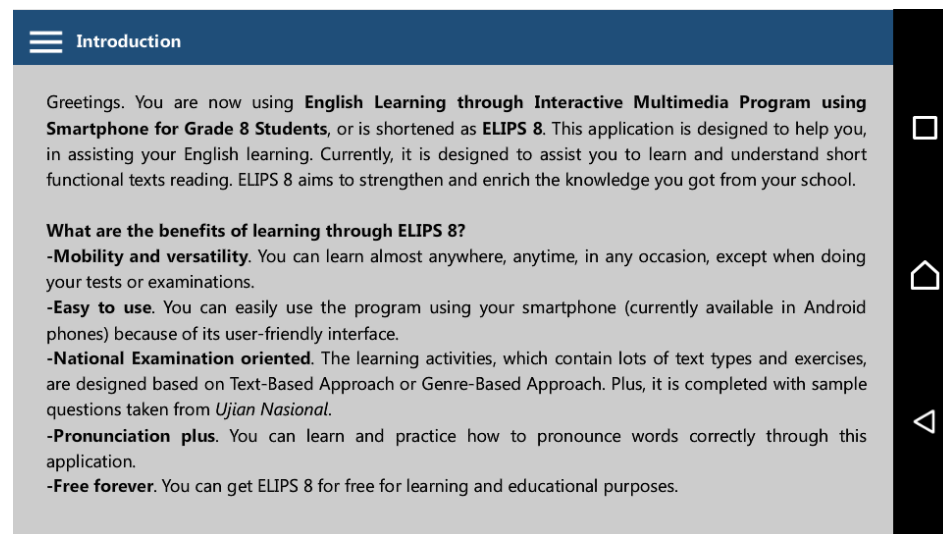 Introduction
Greetings. You are now using English Learning through Interactive Multimedia Program using
Smartphone for Grade 8 Students, or is shortened as ELIPS 8. This application is designed to help you,
in assisting your English learning. Currently, it is designed to assist you to learn and understand short
functional texts reading. ELIPS 8 aims to strengthen and enrich the knowledge you got from your school.
What are the benefits of learning through ELIPS 8?
-Mobility and versatility. You can learn almost anywhere, anytime, in any occasion, except when doing
your tests or examinations.
-Easy to use. You can easily use the program using your smartphone (currently available in Android
phones) because of its user-friendly interface.
-National Examination oriented. The learning activities, which contain lots of text types and exercises,
are designed based on Text-Based Approach or Genre-Based Approach. Plus, it is completed with sample
questions taken from Ujian Nasional.
-Pronunciation plus. You can learn and practice how to pronounce words correctly through this
application.
-Free forever. You can get ELIPS 8 for free for learning and educational purposes.